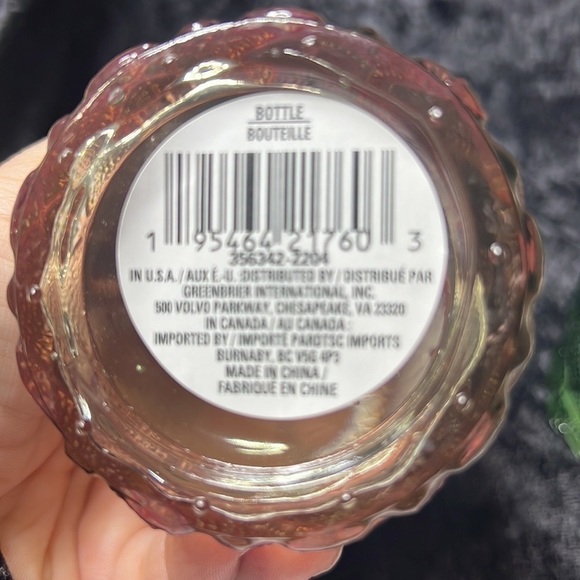 BOTTLE
BOUTEILLE
1 95464 21760 3
356342-2204
IN U.S.A. / AUX É.-U. :DISTRIBUTED BY / DISTRIBUÉ PAR
GREENBRIER INTERNATIONAL, INC.
500 VOLVO PARKWAY, CHESAPEAKE, VA 23320
IN CANADA / AU CANADA :
IMPORTED BY / IMPORTÉ PAR DTSC IMPORTS
BURNABY, BC V5G 4P3
MADE IN CHINA /
FABRIQUÉ EN CHINE